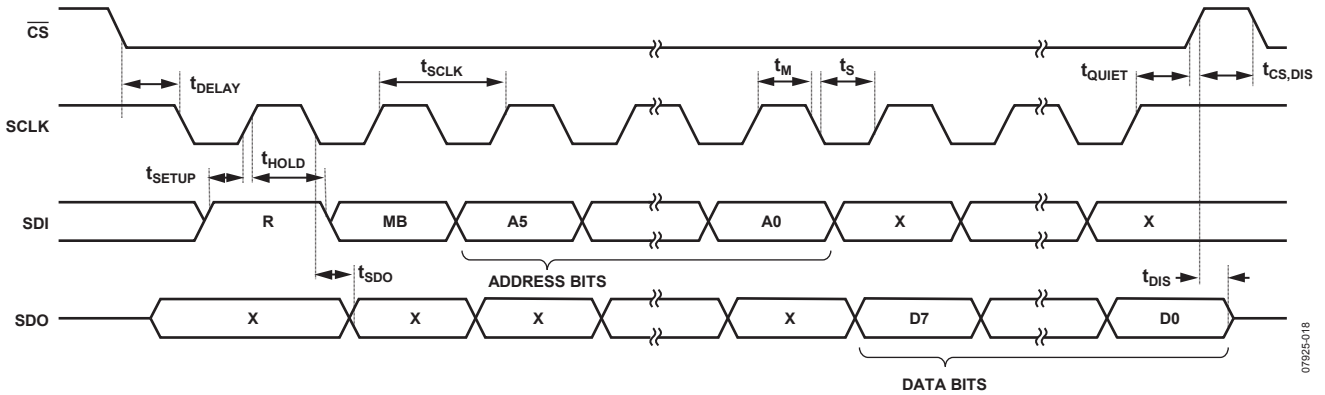 CS
tDELAY
tSCLK
tM
tS
tQUIET
tCS,DIS
SCLK
tSETUP
tHOLD
SDI
R
MB
A5
A0
X
X
tSDO
ADDRESS BITS
tDIS
SDO
X
X
X
X
D7
D0
DATA BITS
07925-018